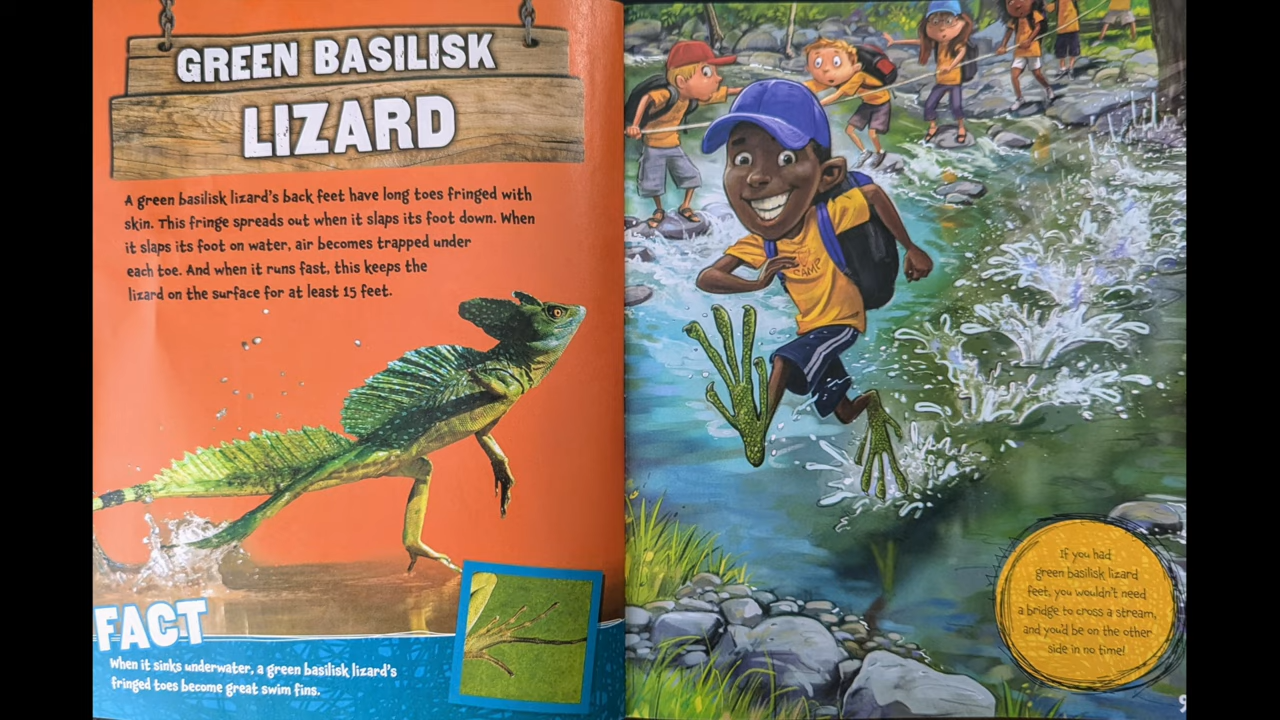 GREEN BASILISK
LIZARD
A green basilisk lizard's back feet have long toes fringed with
skin. This fringe spreads out when it slaps its foot down. When
it slaps its foot on water, air becomes trapped under
each toe. And when it runs fast, this keeps the
lizard on the surface for at least 15 feet.
FACT
When it sinks underwater, a green basilisk lizard's
fringed toes become great swim fins.
CAMP
If you had
green basilisk lizard
feet, you wouldn't need
a bridge to cross a stream,
and you'd be on the other
side in no time!